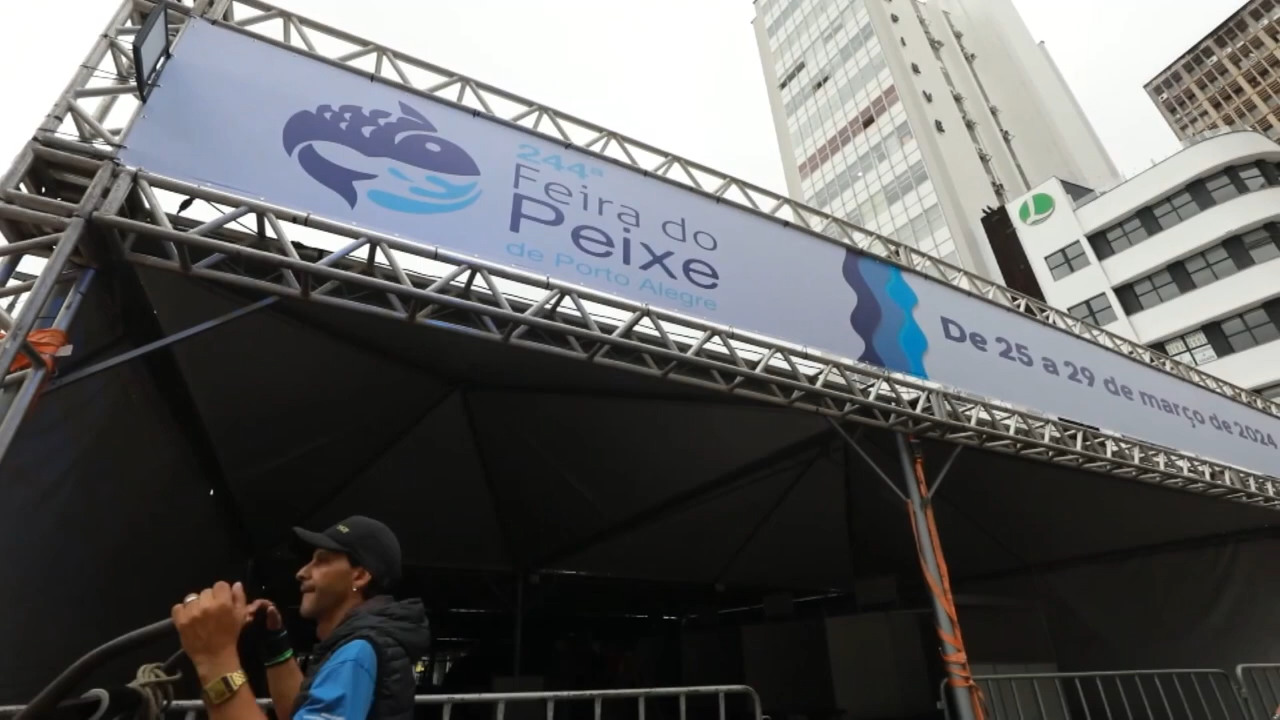 244ª
Feira do
Peixe
de Porto Alegre
De 25 a 29 de março de 2024